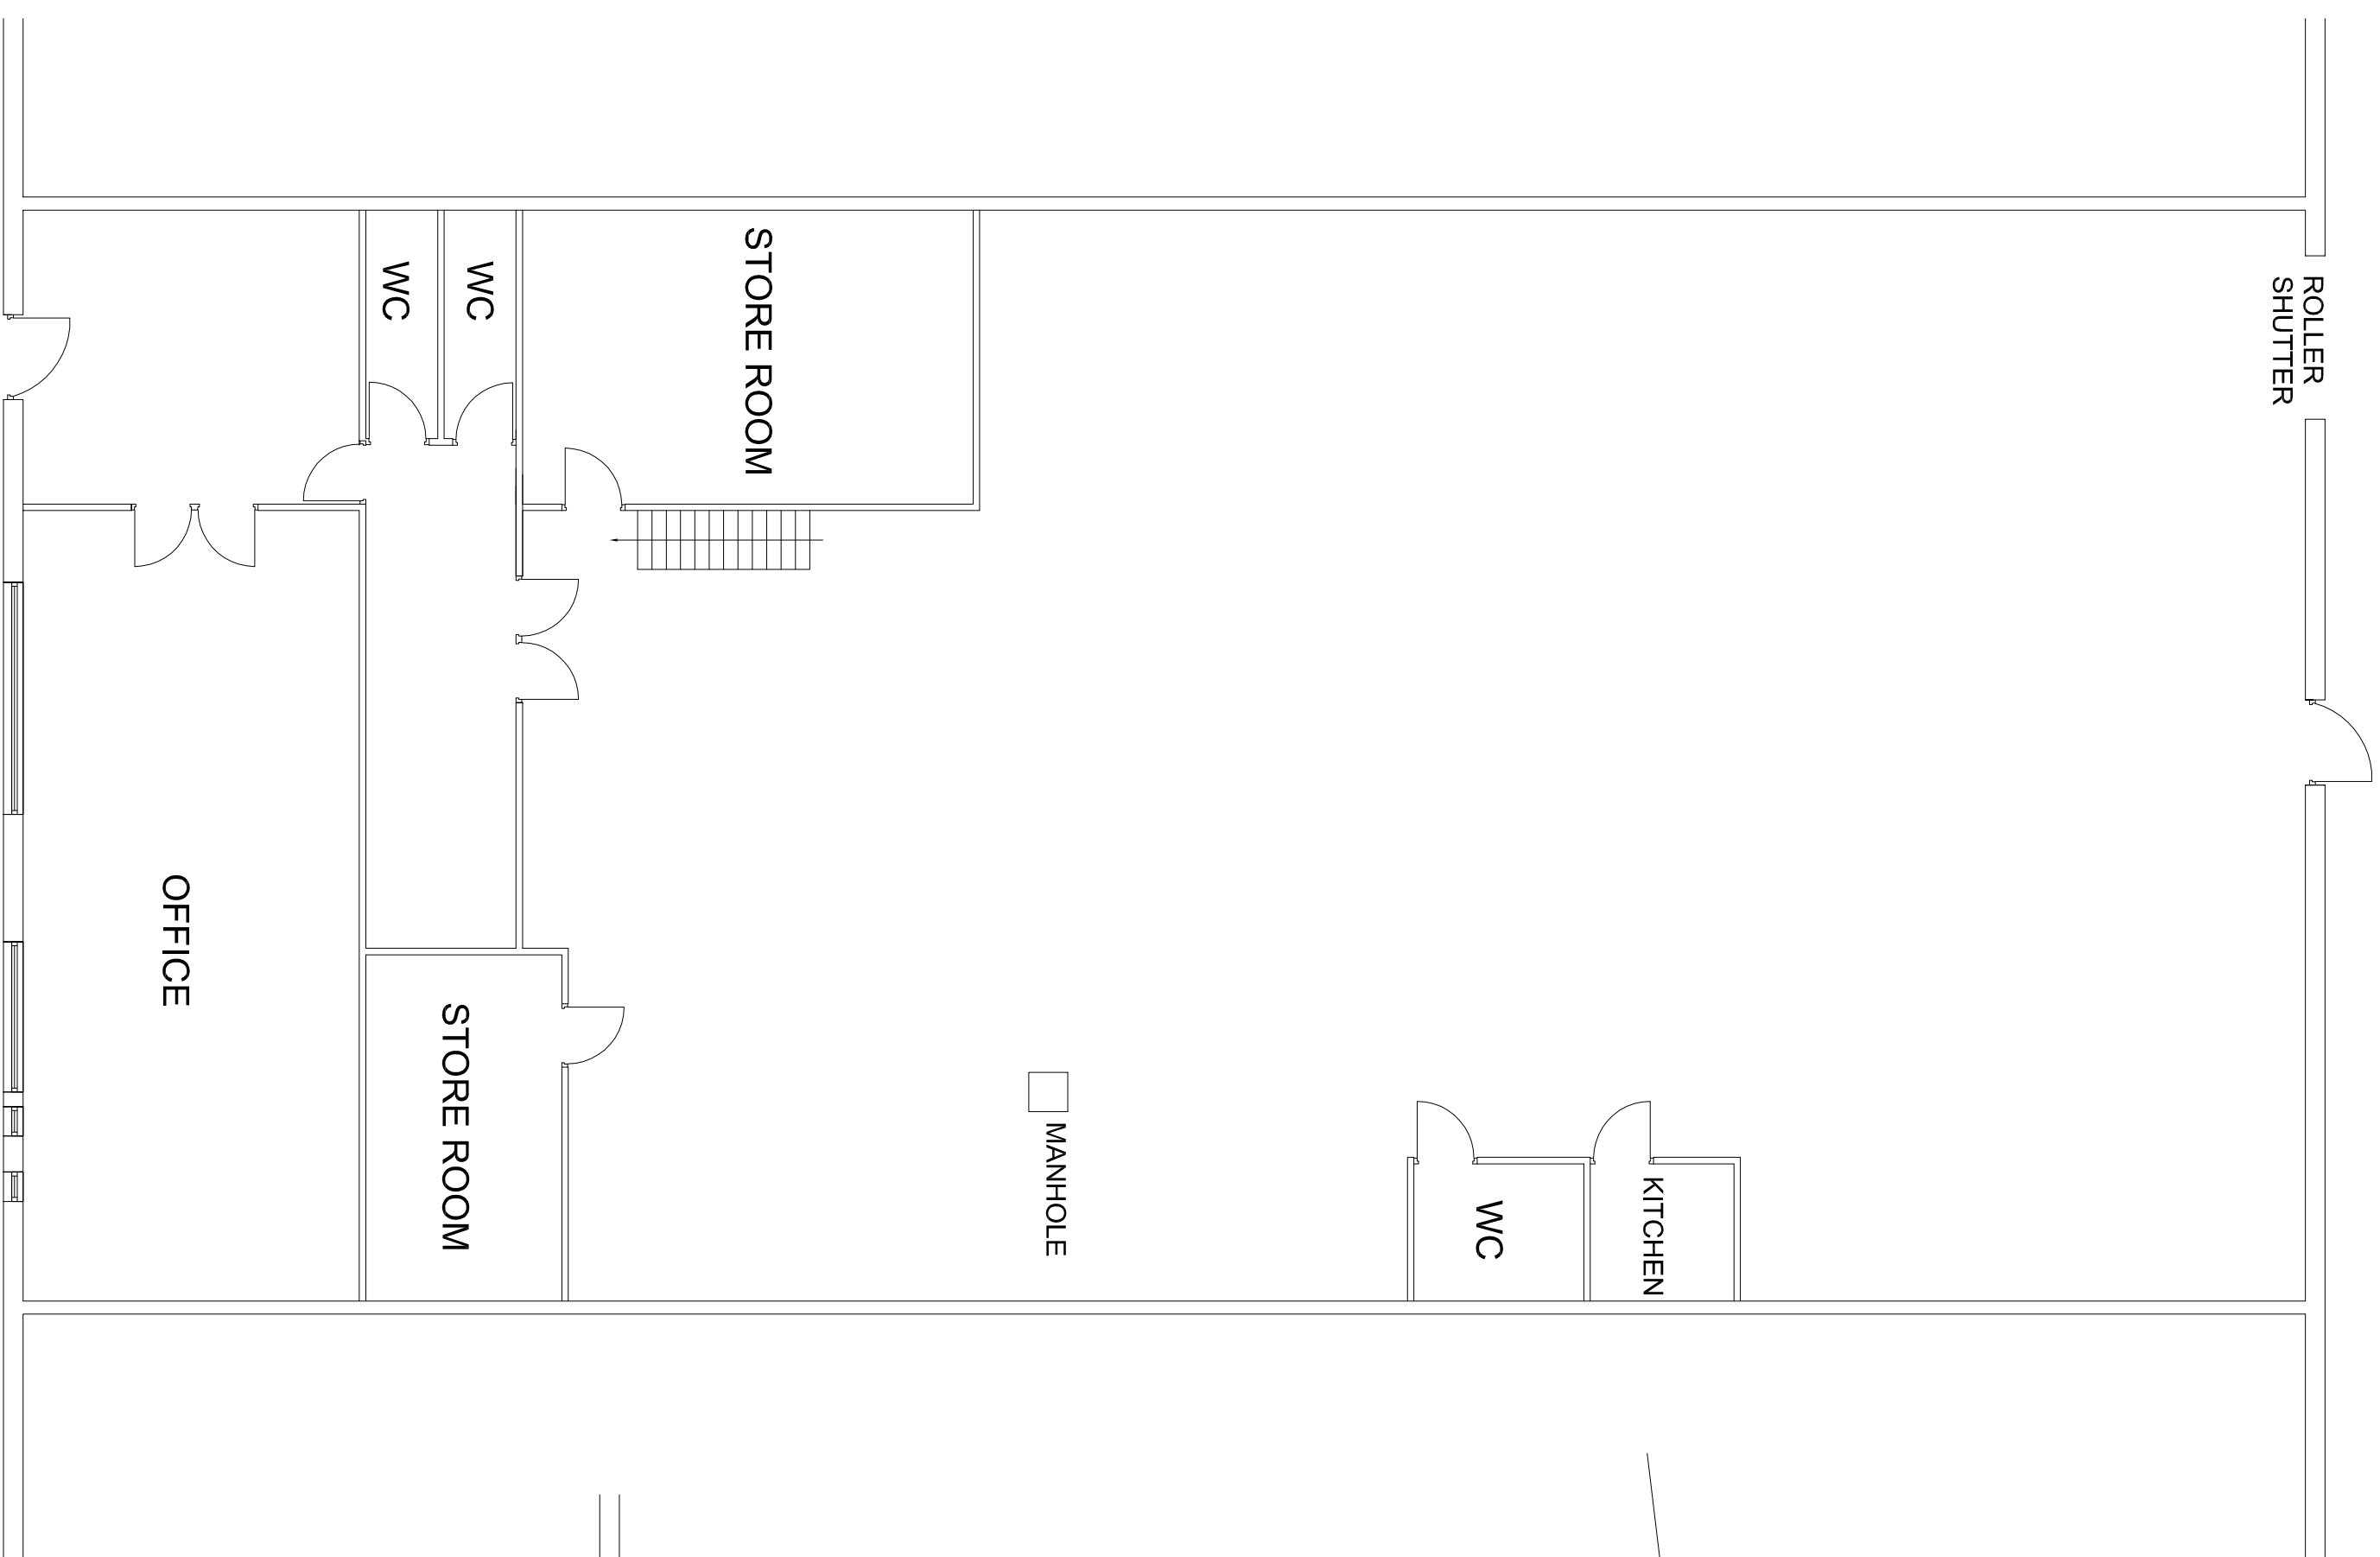 WC
WC
STORE ROOM
ROLLER
SHUTTER
OFFICE
STORE ROOM
MANHOLE
WC
KITCHEN